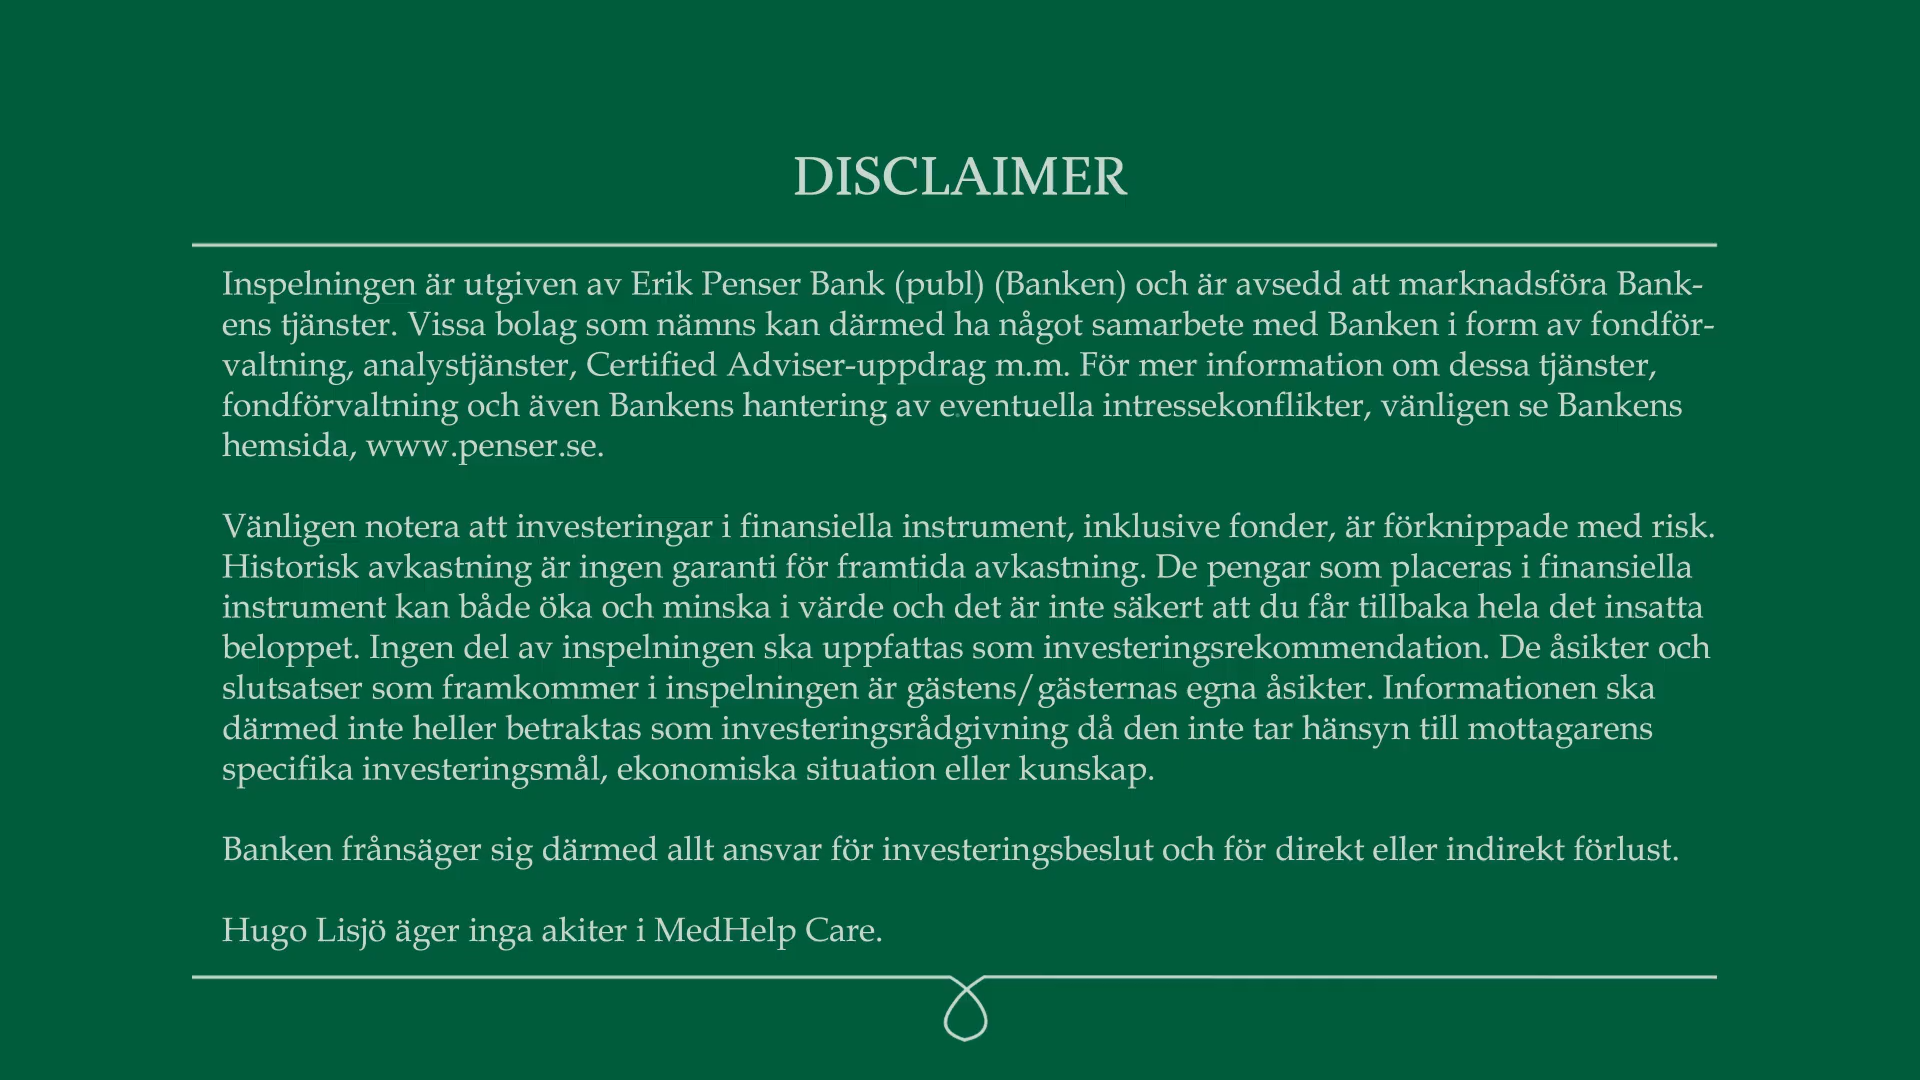 DISCLAIMER
Inspelningen är utgiven av Erik Penser Bank (publ) (Banken) och är avsedd att marknadsföra Bank-
ens tjänster. Vissa bolag som nämns kan därmed ha något samarbete med Banken i form av fondför-
valtning, analystjänster, Certified Adviser-uppdrag m.m. För mer information om dessa tjänster,
fondförvaltning och även Bankens hantering av eventuella intressekonflikter, vänligen se Bankens
hemsida, www.penser.se.
Vänligen notera att investeringar i finansiella instrument, inklusive fonder, är förknippade med risk.
Historisk avkastning är ingen garanti för framtida avkastning. De pengar som placeras i finansiella
instrument kan både öka och minska i värde och det är inte säkert att du får tillbaka hela det insatta
beloppet. Ingen del av inspelningen ska uppfattas som investeringsrekommendation. De åsikter och
slutsatser som framkommer i inspelningen är gästens/gästernas egna åsikter. Informationen ska
därmed inte heller betraktas som investeringsrådgivning då den inte tar hänsyn till mottagarens
specifika investeringsmål, ekonomiska situation eller kunskap.
Banken frånsäger sig därmed allt ansvar för investeringsbeslut och för direkt eller indirekt förlust.
Hugo Lisjö äger inga akiter i MedHelp Care.